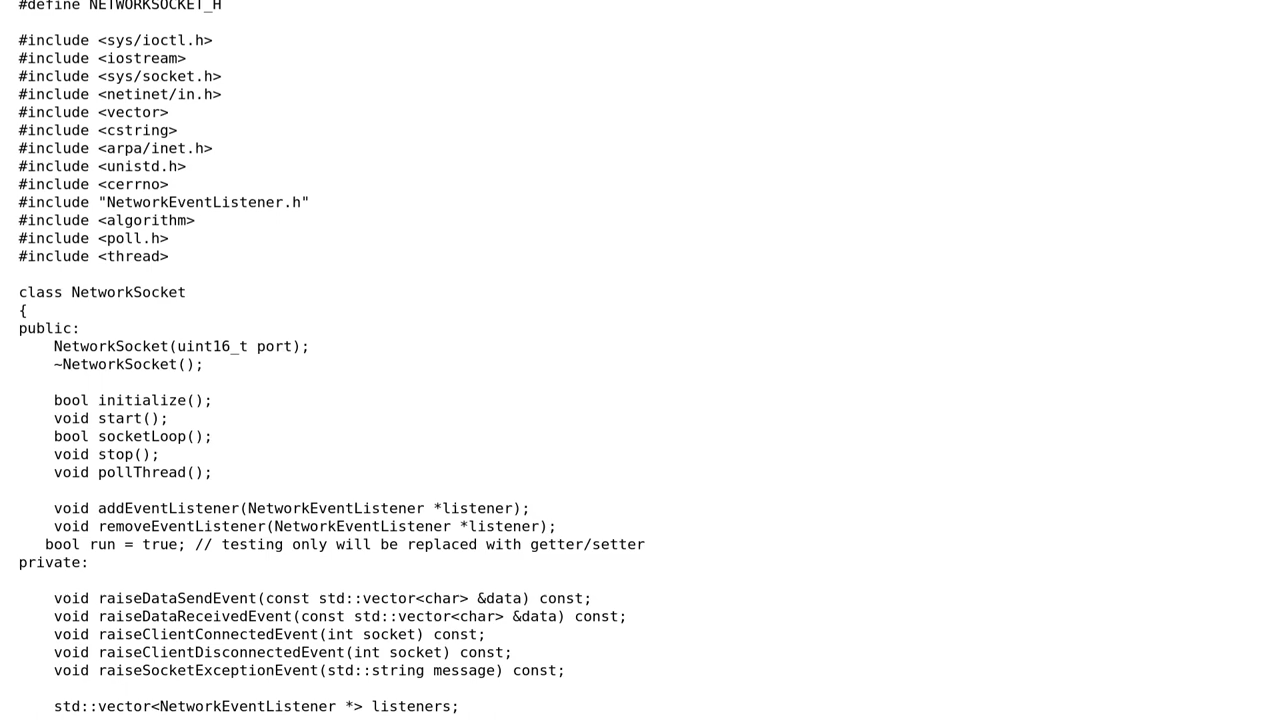 #define NETWORKSOCKET_H

#include <sys/ioctl.h>
#include <iostream>
#include <sys/socket.h>
#include <netinet/in.h>
#include <vector>
#include <cstring>
#include <arpa/inet.h>
#include <unistd.h>
#include <cerrno>
#include "NetworkEventListener.h"
#include <algorithm>
#include <poll.h>
#include <thread>

class NetworkSocket
{
public:
    NetworkSocket(uint16_t port);
    ~NetworkSocket();

    bool initialize();
    void start();
    bool socketLoop();
    void stop();
    void pollThread();

    void addEventListener(NetworkEventListener *listener);
    void removeEventListener(NetworkEventListener *listener);
   bool run = true; // testing only will be replaced with getter/setter
private:

    void raiseDataSendEvent(const std::vector<char> &data) const;
    void raiseDataReceivedEvent(const std::vector<char> &data) const;
    void raiseClientConnectedEvent(int socket) const;
    void raiseClientDisconnectedEvent(int socket) const;
    void raiseSocketExceptionEvent(std::string message) const;

    std::vector<NetworkEventListener *> listeners;